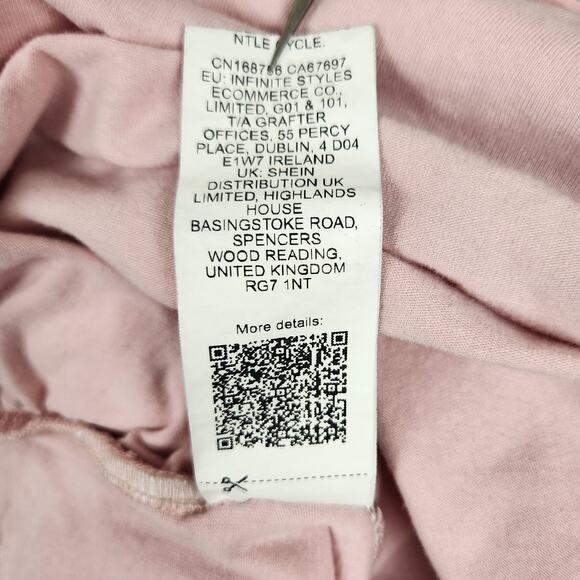 NTLE CYCLE.
CN168756 CA67697
EU: INFINITE STYLES
ECOMMERCE CO.,
LIMITED, G01 & 101,
T/A GRAFTER
OFFICES, 55 PERCY
PLACE, DUBLIN, 4 D04
E1W7 IRELAND
UK: SHEIN
DISTRIBUTION UK
LIMITED, HIGHLANDS
HOUSE
BASINGSTOKE ROAD,
SPENCERS
WOOD READING,
UNITED KINGDOM
RG7 1NT
More details: